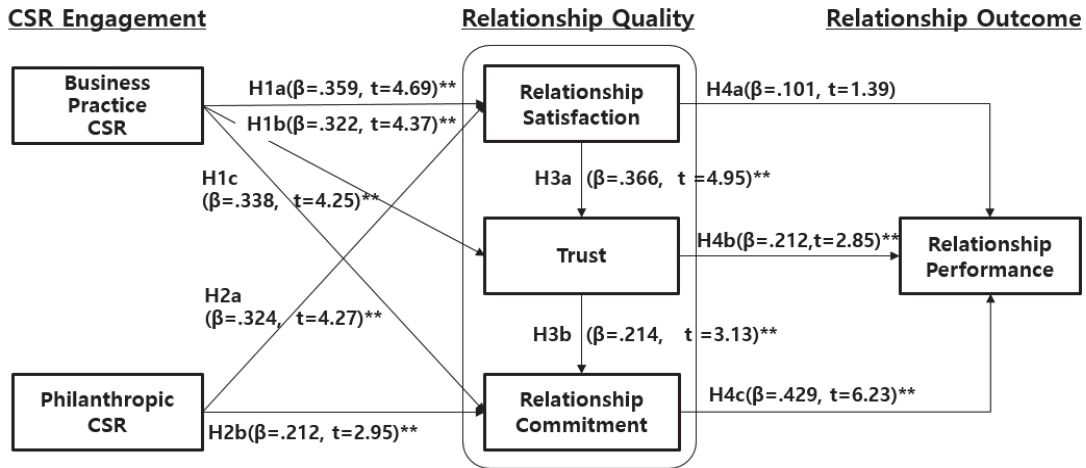 CSR Engagement
Relationship Quality
Relationship Outcome
Business
Practice
CSR
H1a(β=.359, t=4.69)**
H1b(β=.322, t=4.37)**
Relationship
Satisfaction
H4a(β=.101, t=1.39)
H1c
(β=.338, t=4.25)**
H3a (β=.366, t =4.95)**
Trust
H4b(β=.212,t=2.85)**
Relationship
Performance
H2a
(β=.324, t=4.27)**
H3b (β=.214, t =3.13)**
Philanthropic
CSR
H2b(β=.212, t=2.95)**
Relationship
Commitment
H4c(β=.429, t=6.23)**